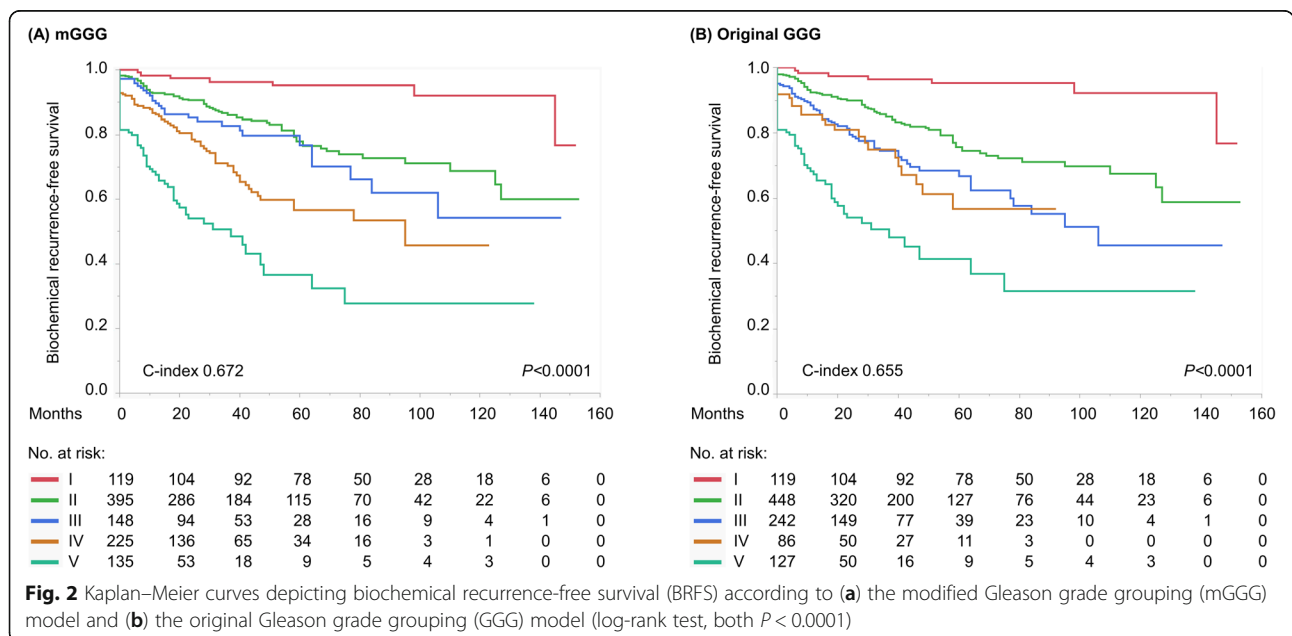 (A) mGGG
Biochemical recurrence-free survival
1.0
0.8
0.6
0.4
0.2
0.0
C-index 0.672
P<0.0001
Months
0 20 40 60 80 100 120 140 160
No. at risk:
I 119 104 92 78 50 28 18 6 0
II 395 286 184 115 70 42 22 6 0
III 148 94 53 28 16 9 4 1 0
IV 225 136 65 34 16 3 1 0 0
V 135 53 18 9 5 4 3 0 0
(B) Original GGG
Biochemical recurrence-free survival
1.0
0.8
0.6
0.4
0.2
0.0
C-index 0.655
P<0.0001
Months
0 20 40 60 80 100 120 140 160
No. at risk:
I 119 104 92 78 50 28 18 6 0
II 448 320 200 127 76 44 23 6 0
III 242 149 77 39 23 10 4 1 0
IV 86 50 27 11 3 0 0 0 0
V 127 50 16 9 5 4 3 0 0
Fig. 2 Kaplan–Meier curves depicting biochemical recurrence-free survival (BRFS) according to (a) the modified Gleason grade grouping (mGGG)
model and (b) the original Gleason grade grouping (GGG) model (log-rank test, both P < 0.0001)